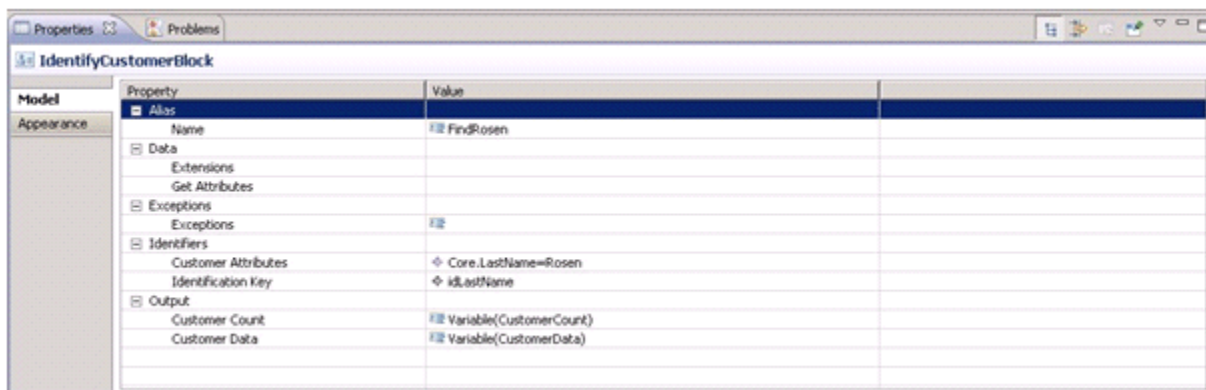 Properties Problems
IdentifyCustomerBlock
Model
Appearance
Property Value
Alias
Name FindRosen
Data
Extensions
Get Attributes
Exceptions
Exceptions
Identifiers
Customer Attributes Core.LastName=Rosen
Identification Key idLastName
Output
Customer Count Variable(CustomerCount)
Customer Data Variable(CustomerData)